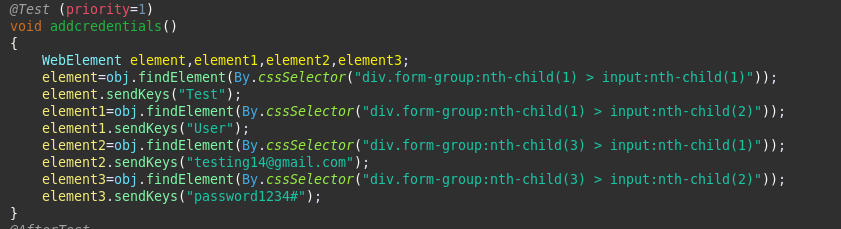 @Test (priority=1)
void addcredentials()
{
    WebElement element,element1,element2,element3;
    element=obj.findElement(By.cssSelector("div.form-group:nth-child(1) > input:nth-child(1)"));
    element.sendKeys("Test");
    element1=obj.findElement(By.cssSelector("div.form-group:nth-child(1) > input:nth-child(2)"));
    element1.sendKeys("User");
    element2=obj.findElement(By.cssSelector("div.form-group:nth-child(3) > input:nth-child(1)"));
    element2.sendKeys("testing14@gmail.com");
    element3=obj.findElement(By.cssSelector("div.form-group:nth-child(3) > input:nth-child(2)"));
    element3.sendKeys("password1234#");
}
@AfterTest